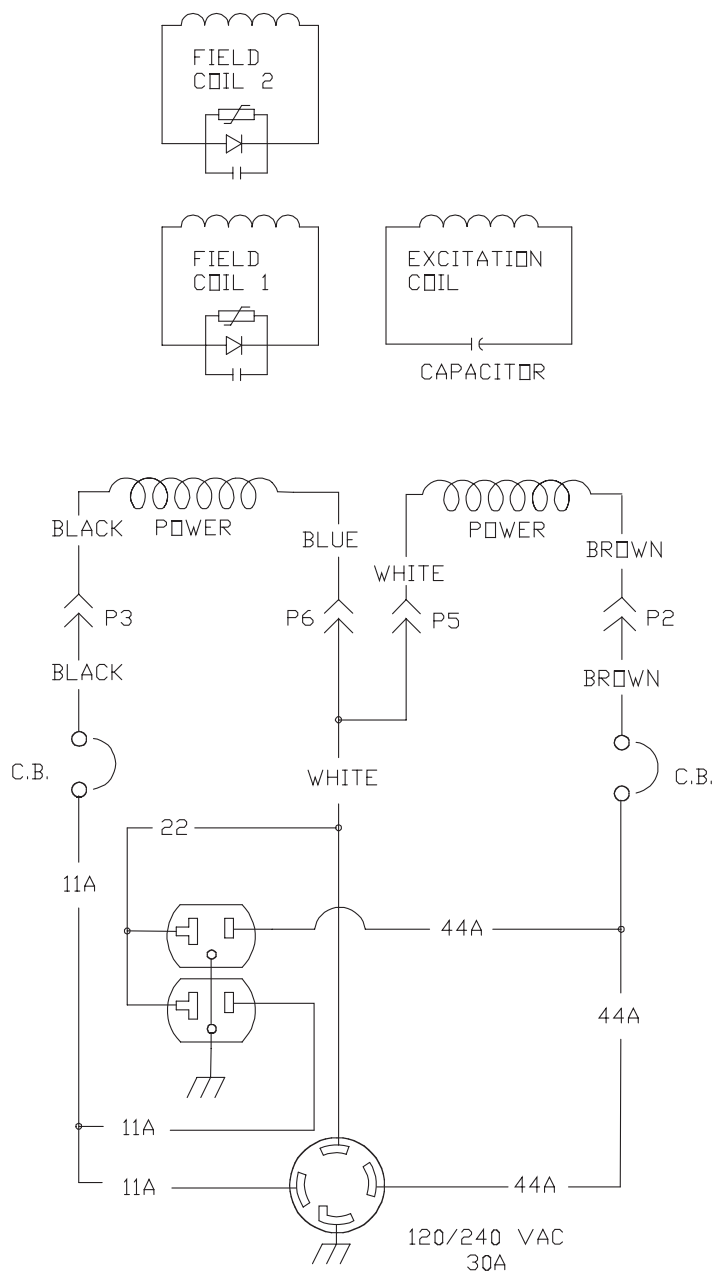 FIELD
COIL 2
FIELD
COIL 1
EXCITATION
COIL
CAPACITOR
POWER
POWER
BLACK
BLUE
WHITE
BROWN
P3
P6
P5
P2
BLACK
BROWN
C.B.
WHITE
C.B.
22
11A
44A
44A
11A
11A
44A
120/240 VAC
30A